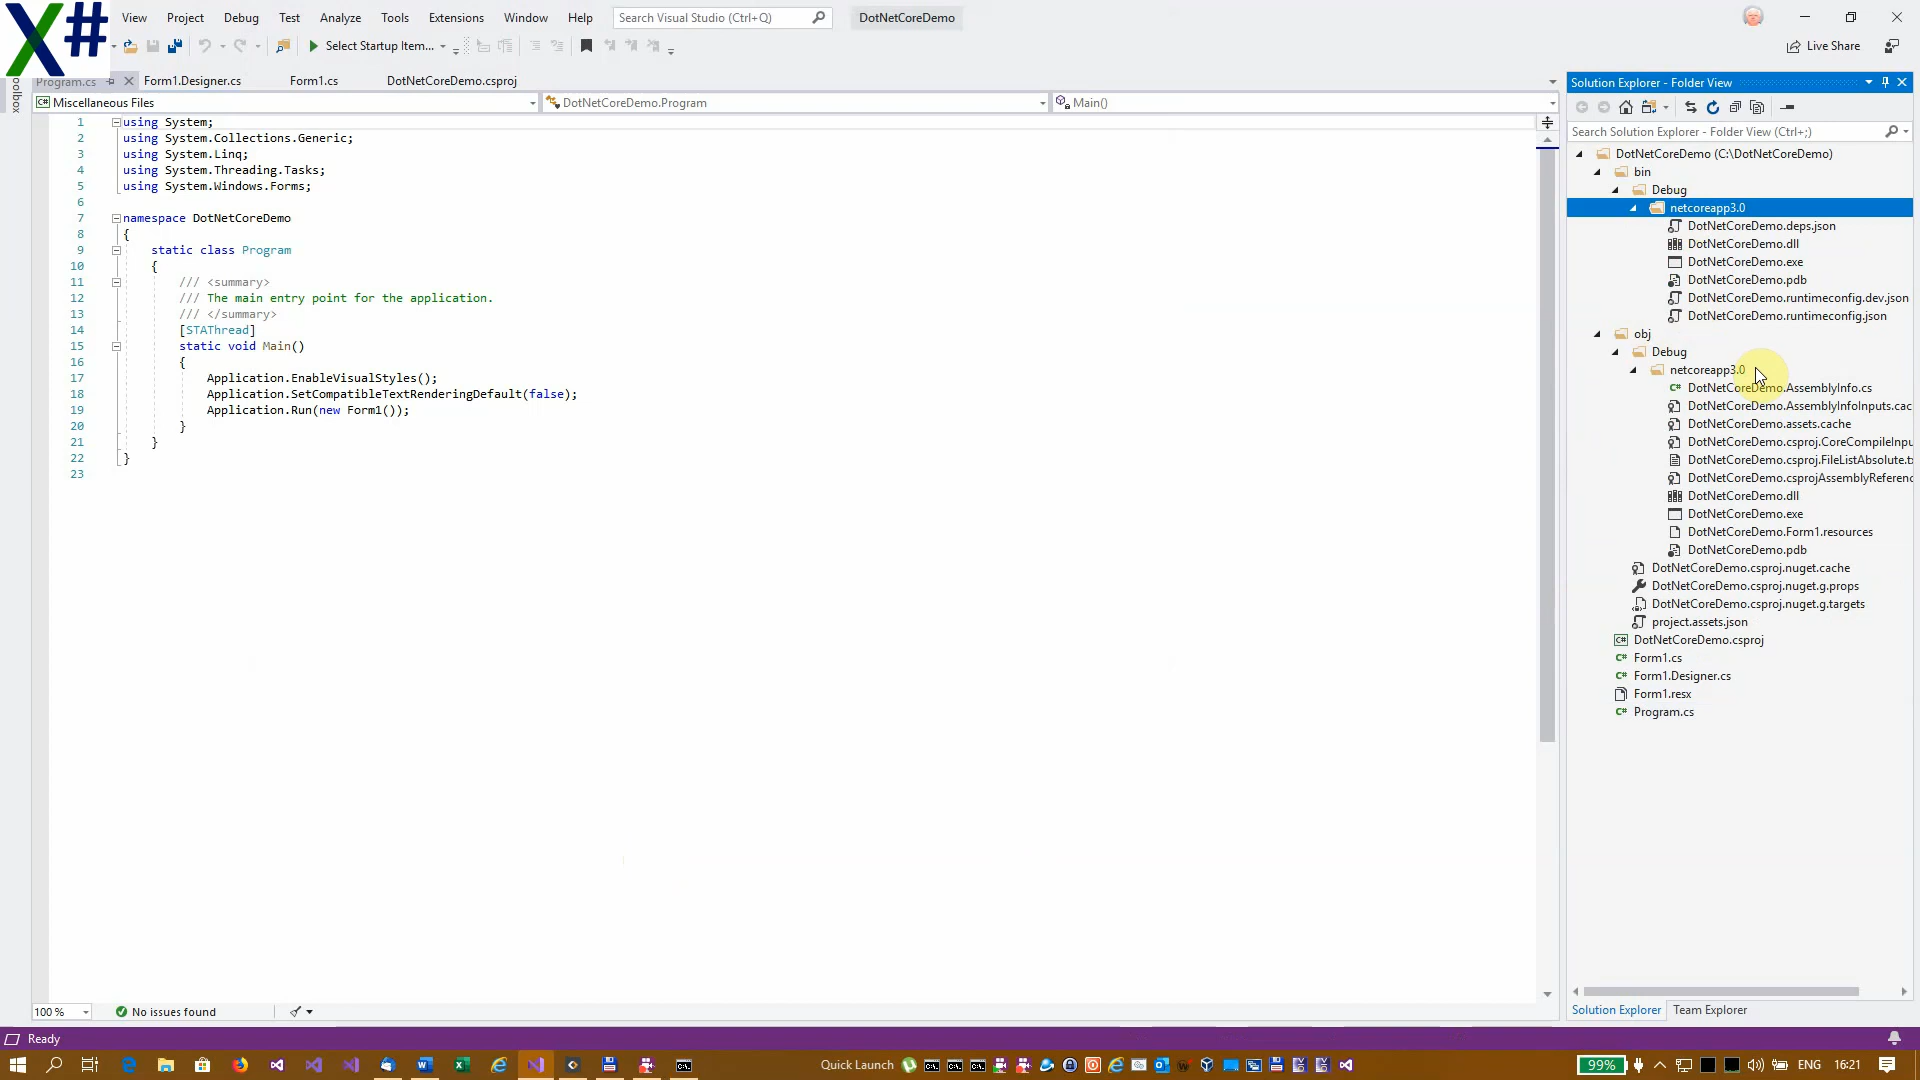 X#
View Project Debug Test Analyze Tools Extensions Window Help Search Visual Studio (Ctrl+Q) DotNetCoreDemo
Select Startup Item... Live Share
Program.cs Form1.Designer.cs Form1.cs DotNetCoreDemo.csproj
Toolbox
Miscellaneous Files DotNetCoreDemo.Program Main()
1 using System;
2 using System.Collections.Generic;
3 using System.Linq;
4 using System.Threading.Tasks;
5 using System.Windows.Forms;
6
7 namespace DotNetCoreDemo
8 {
9 static class Program
10 {
11 /// <summary>
12 /// The main entry point for the application.
13 /// </summary>
14 [STAThread]
15 static void Main()
16 {
17 Application.EnableVisualStyles();
18 Application.SetCompatibleTextRenderingDefault(false);
19 Application.Run(new Form1());
20 }
21 }
22 }
23
Solution Explorer - Folder View
Search Solution Explorer - Folder View (Ctrl+;)
DotNetCoreDemo (C:\DotNetCoreDemo)
bin
Debug
netcoreapp3.0
DotNetCoreDemo.deps.json
DotNetCoreDemo.dll
DotNetCoreDemo.exe
DotNetCoreDemo.pdb
DotNetCoreDemo.runtimeconfig.dev.json
DotNetCoreDemo.runtimeconfig.json
obj
Debug
netcoreapp3.0
DotNetCoreDemo.AssemblyInfo.cs
DotNetCoreDemo.AssemblyInfoInputs.cac
DotNetCoreDemo.assets.cache
DotNetCoreDemo.csproj.CoreCompileInpu
DotNetCoreDemo.csproj.FileListAbsolute.t
DotNetCoreDemo.csprojAssemblyReferenc
DotNetCoreDemo.dll
DotNetCoreDemo.exe
DotNetCoreDemo.Form1.resources
DotNetCoreDemo.pdb
DotNetCoreDemo.csproj.nuget.cache
DotNetCoreDemo.csproj.nuget.g.props
DotNetCoreDemo.csproj.nuget.g.targets
project.assets.json
DotNetCoreDemo.csproj
Form1.cs
Form1.Designer.cs
Form1.resx
Program.cs
100 % No issues found Solution Explorer Team Explorer
Ready
Quick Launch 99% ENG 16:21